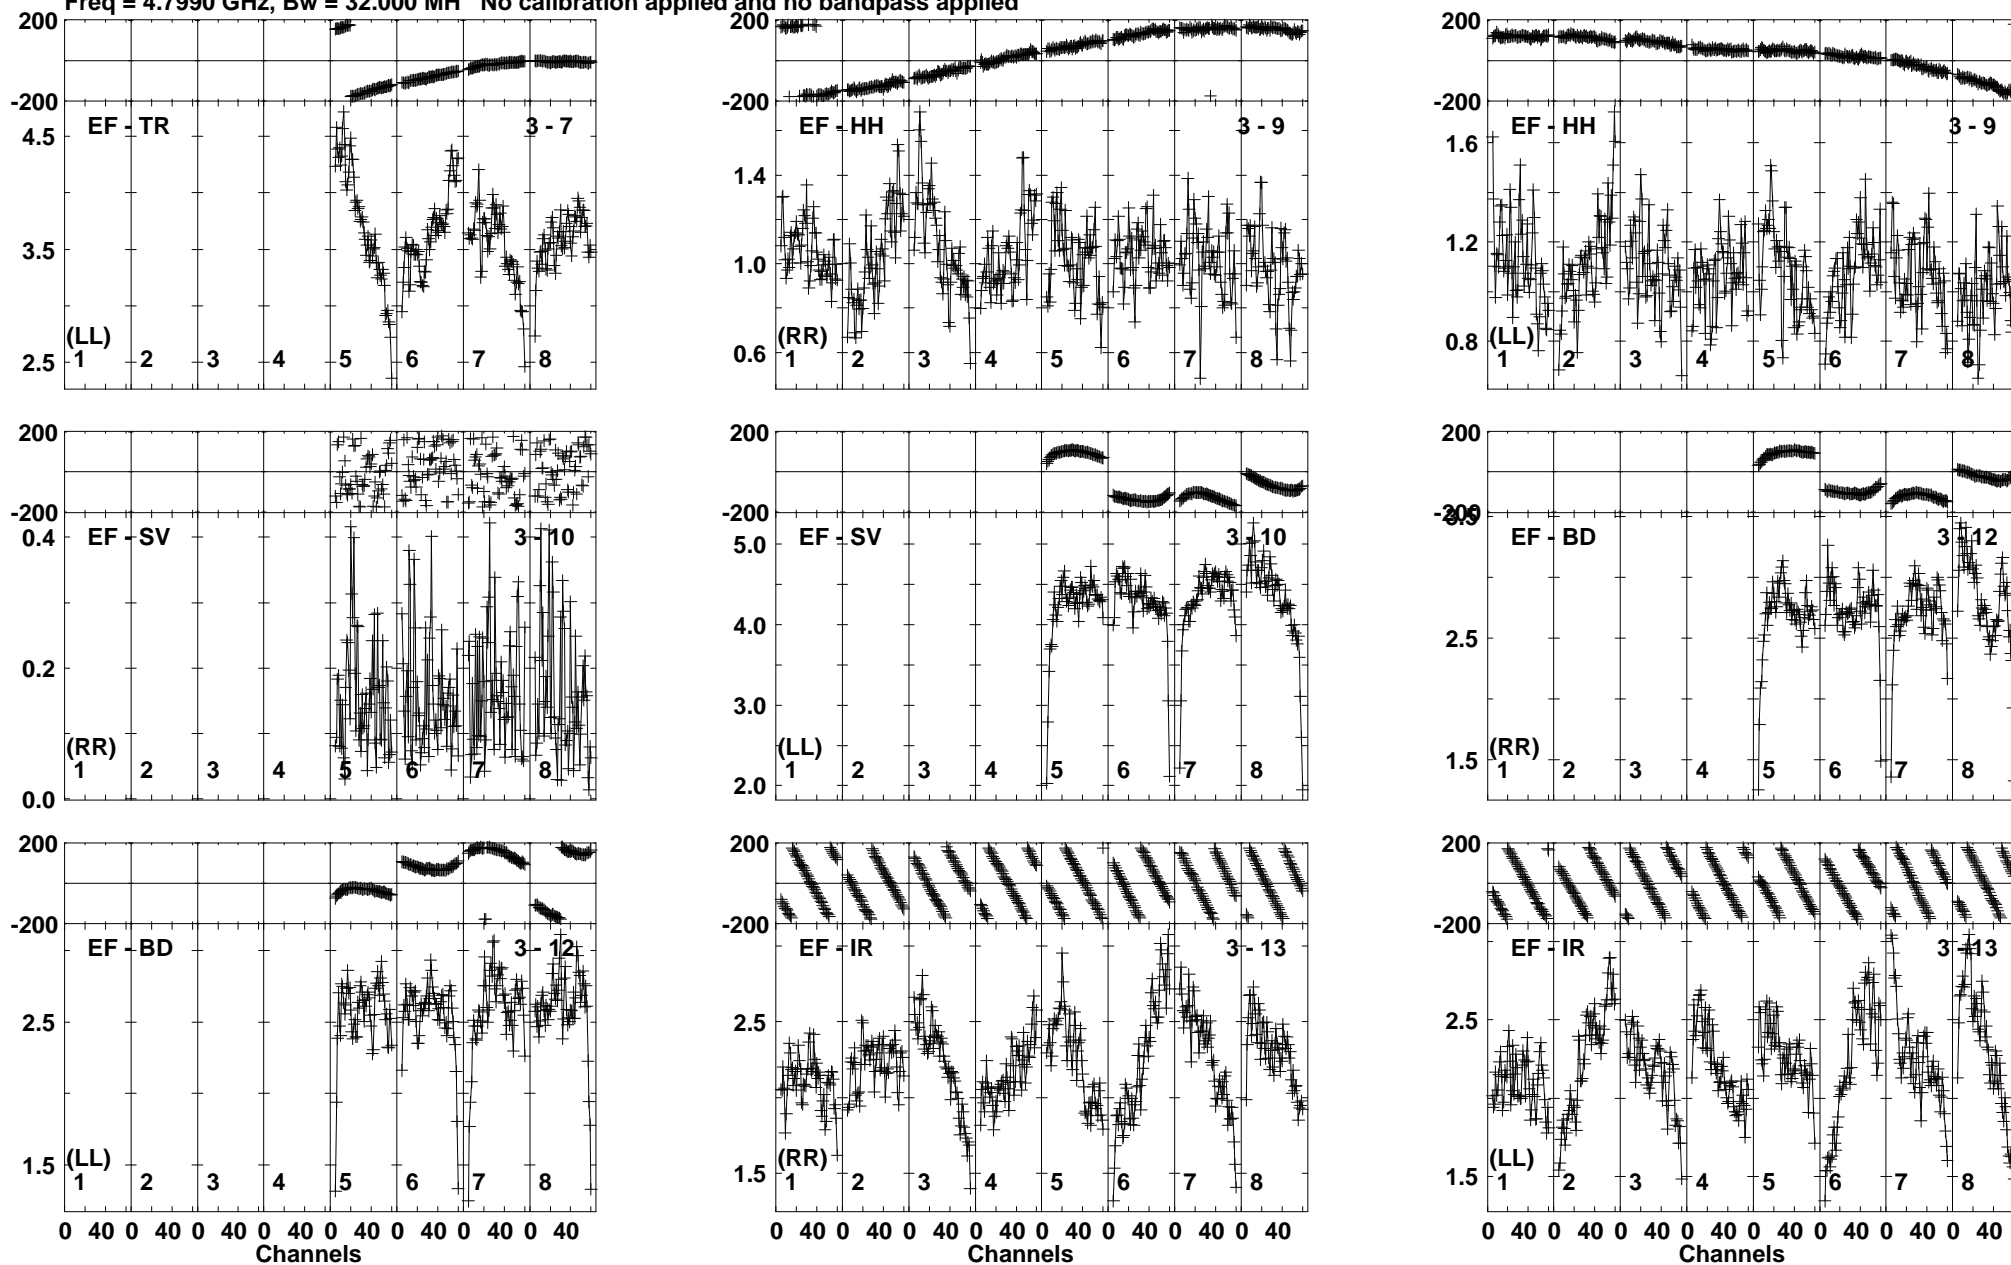 Freq = 4.7990 GHz, Bw = 32.000 MH No calibration applied and no bandpass applied
200
-200
EF - TR 3 - 7
4.5
3.5
2.5
(LL)
1 2 3 4 5 6 7 8
200
-200
EF - HH 3 - 9
1.4
1.0
0.6
(RR)
1 2 3 4 5 6 7 8
200
-200
EF - HH 3 - 9
1.6
1.2
0.8
(LL)
1 2 3 4 5 6 7 8
200
-200
EF - SV 3 - 10
0.4
0.2
0.0
(RR)
1 2 3 4 5 6 7 8
200
-200
EF - SV 3 - 10
5.0
4.0
3.0
2.0
(LL)
1 2 3 4 5 6 7 8
200
-200
3.5
EF - BD 3 - 12
2.5
1.5
(RR)
1 2 3 4 5 6 7 8
200
-200
EF - BD 3 - 12
2.5
1.5
(LL)
1 2 3 4 5 6 7 8
0 40 0 40 0 40 0 40 0 40 0 40 0 40 0 40
Channels
200
-200
EF - IR 3 - 13
2.5
1.5
(RR)
1 2 3 4 5 6 7 8
0 40 0 40 0 40 0 40 0 40 0 40 0 40 0 40
Channels
200
-200
EF - IR 3 - 13
2.5
1.5
(LL)
1 2 3 4 5 6 7 8
0 40 0 40 0 40 0 40 0 40 0 40 0 40 0 40
Channels